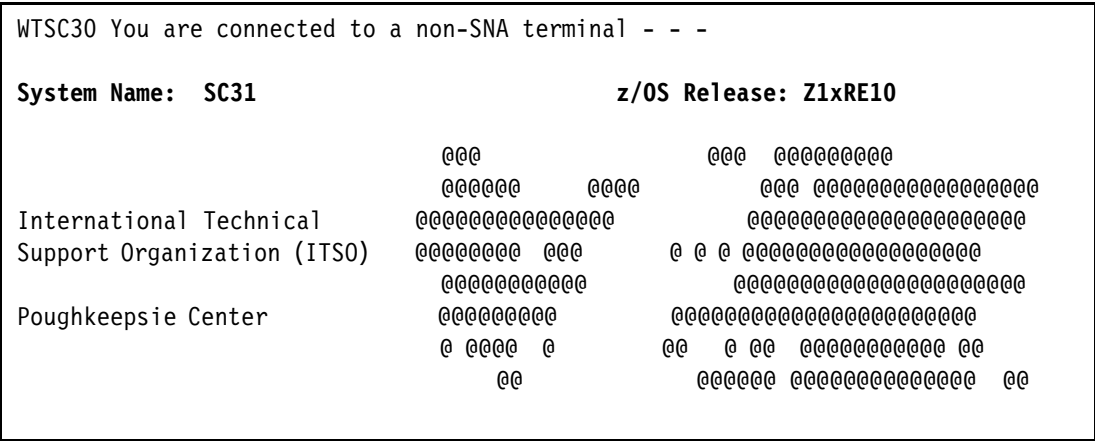 WTSC30 You are connected to a non-SNA terminal - - -
System Name: SC31 z/OS Release: Z1xRE10
@@@ @@@ @@@@@@@@@
@@@@@@ @@@@ @@@ @@@@@@@@@@@@@@@@@
International Technical @@@@@@@@@@@@@@@ @@@@@@@@@@@@@@@@@@@@@
Support Organization (ITSO) @@@@@@@@ @@@ @ @ @ @@@@@@@@@@@@@@@@@@
@@@@@@@@@@@ @@@@@@@@@@@@@@@@@@@@@@
Poughkeepsie Center @@@@@@@@@ @@@@@@@@@@@@@@@@@@@@@@@
@ @@@@ @ @@ @ @@ @@@@@@@@@@@ @@
@@ @@@@@@ @@@@@@@@@@@@@@ @@